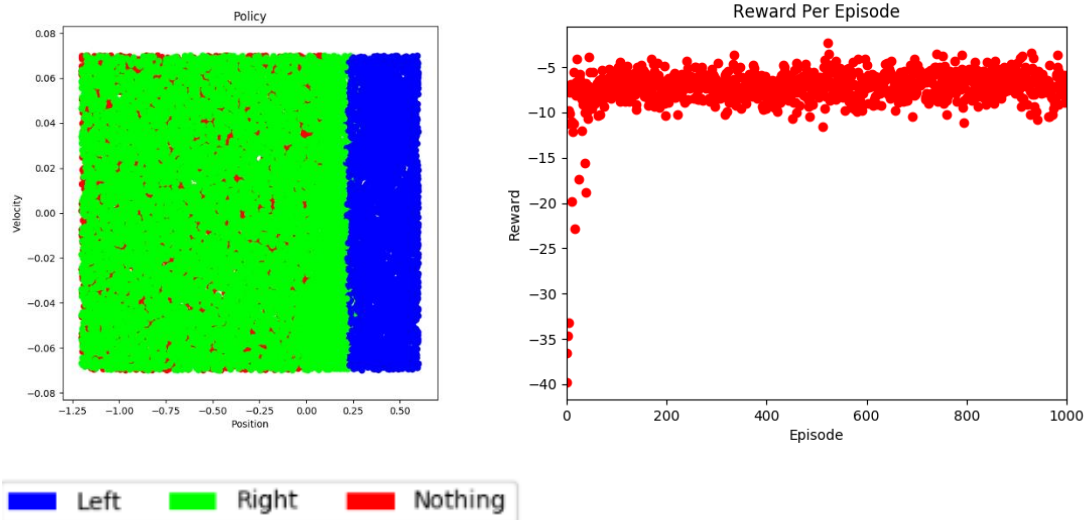 Policy
0.08
0.06
0.04
0.02
0.00
−0.02
−0.04
−0.06
−0.08
Velocity
−1.25 −1.00 −0.75 −0.50 −0.25 0.00 0.25 0.50
Position
Reward Per Episode
−5
−10
−15
−20
−25
−30
−35
−40
Reward
0 200 400 600 800 1000
Episode
Left Right Nothing